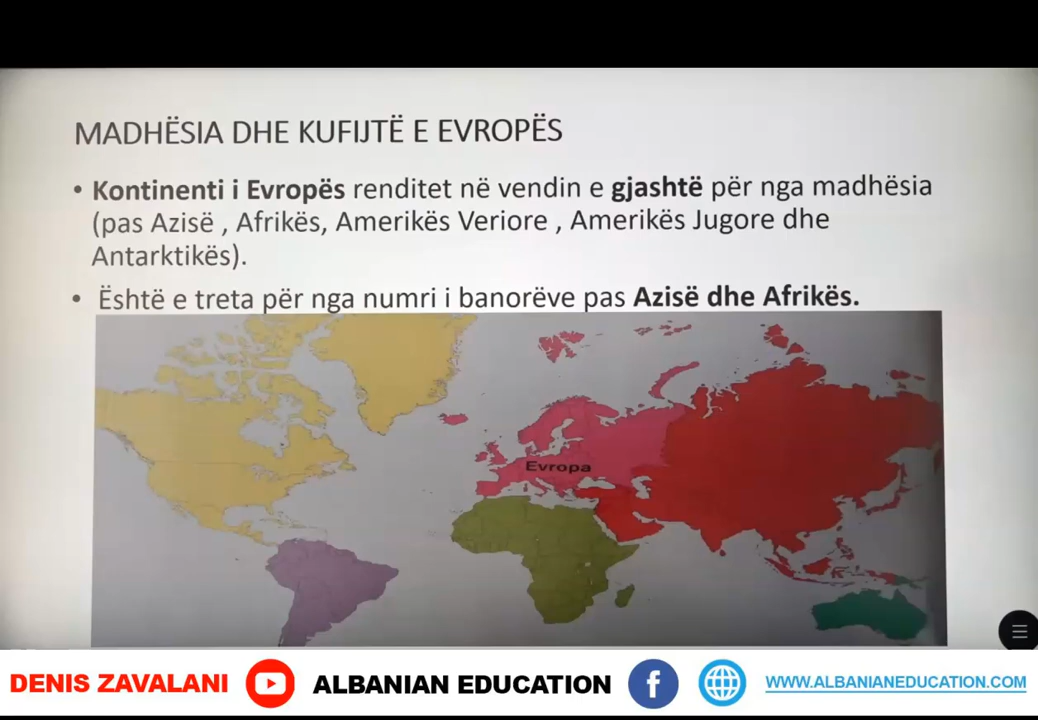 MADHËSIA DHE KUFIJTË E EVROPËS
• Kontinenti i Evropës renditet në vendin e gjashtë për nga madhësia
(pas Azisë , Afrikës, Amerikës Veriore , Amerikës Jugore dhe
Antarktikës).
• Është e treta për nga numri i banorëve pas Azisë dhe Afrikës.
Evropa
DENIS ZAVALANI ALBANIAN EDUCATION WWW.ALBANIANEDUCATION.COM